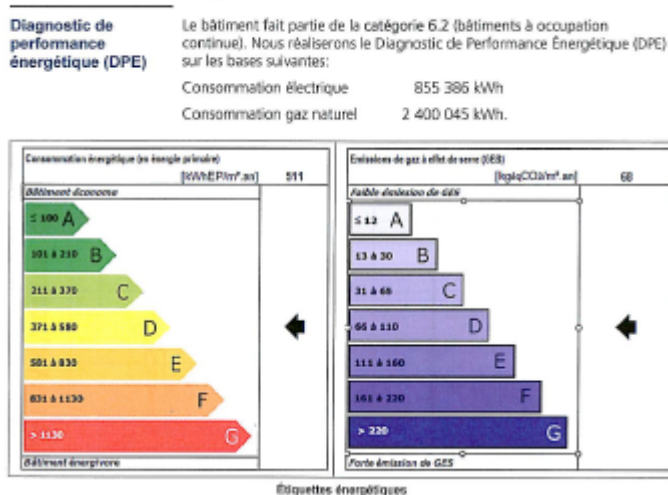 Diagnostic de
performance
énergétique (DPE)
Le bâtiment fait partie de la catégorie 6.2 (bâtiments à occupation
continue). Nous réaliserons le Diagnostic de Performance Énergétique (DPE)
sur les bases suivantes:
Consommation électrique 855 386 kWh
Consommation gaz naturel 2 400 045 kWh.
Consommation énergétique (en énergie primaire)
[kWhEP/m².an] 511
Bâtiment économe
≤ 100 A
101 à 210 B
211 à 370 C
371 à 580 D
581 à 830 E
831 à 1130 F
> 1130 G
Bâtiment énergivore
Emissions de gaz à effet de serre (GES)
[kgéqCO2/m².an] 68
Faible émission de GES
≤ 12 A
13 à 30 B
31 à 65 C
66 à 110 D
111 à 160 E
161 à 220 F
> 220 G
Forte émission de GES
Étiquettes énergétiques